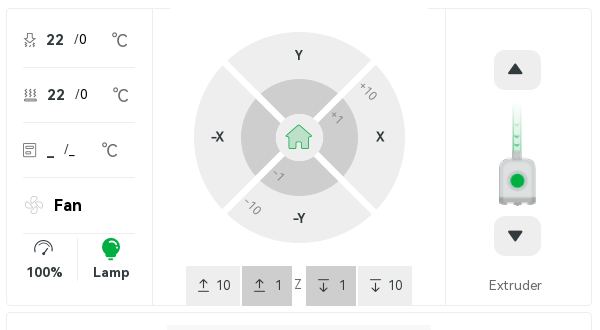 22 /0 °C
22 /0 °C
_ /_ °C
Fan
100% Lamp
Y
+10
+1
-X X
-1
-10
-Y
10 1 Z 1 10
Extruder